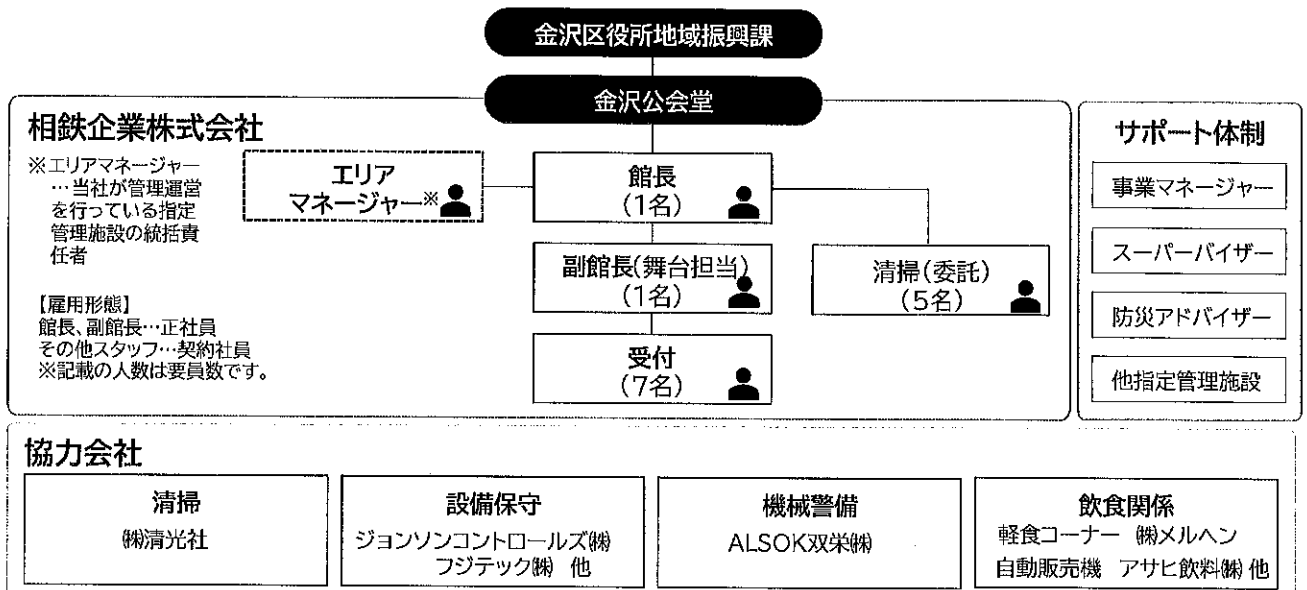 金沢区役所地域振興課
金沢公会堂
相鉄企業株式会社
※エリアマネージャー
…当社が管理運営
を行っている指定
管理施設の統括責
任者
【雇用形態】
館長、副館長…正社員
その他スタッフ…契約社員
※記載の人数は要員数です。
エリア
マネージャー※
館長
(1名)
副館長(舞台担当)
(1名)
受付
(7名)
清掃(委託)
(5名)
サポート体制
事業マネージャー
スーパーバイザー
防災アドバイザー
他指定管理施設
協力会社
清掃
㈱清光社
設備保守
ジョンソンコントロールズ㈱
フジテック㈱ 他
機械警備
ALSOK双栄㈱
飲食関係
軽食コーナー ㈱メルヘン
自動販売機 アサヒ飲料㈱ 他